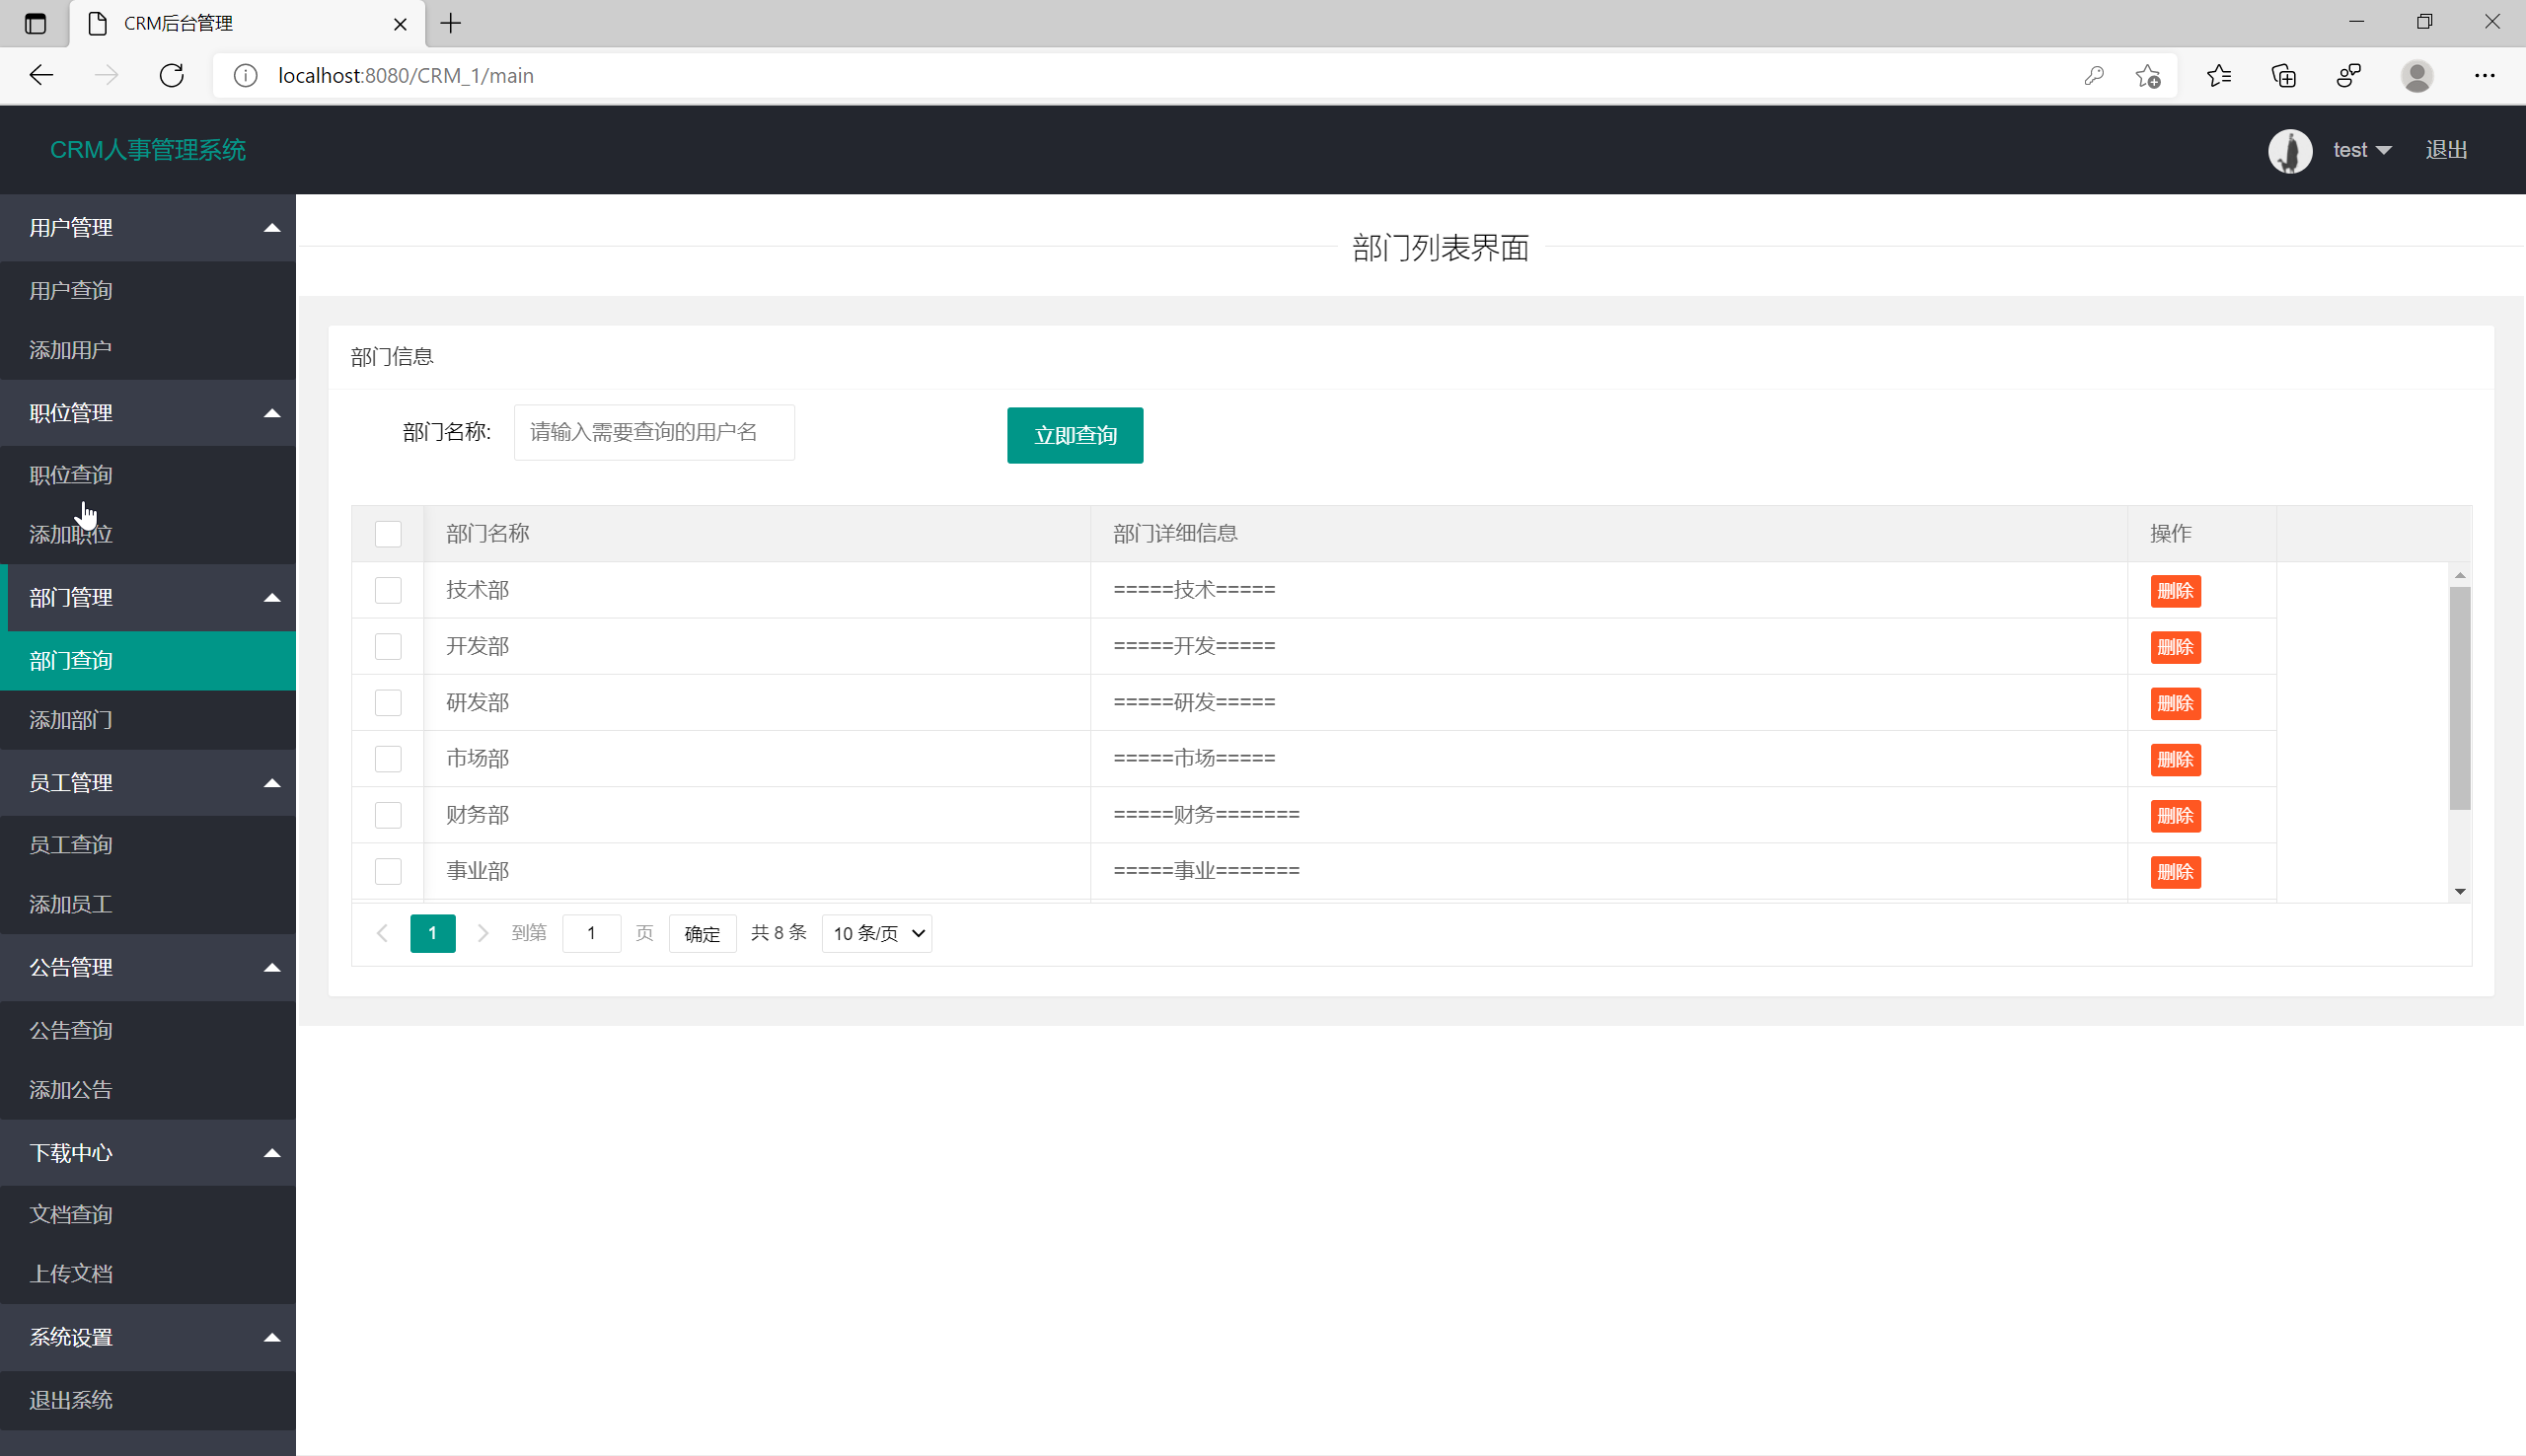 CRM后台管理
localhost:8080/CRM_1/main
CRM人事管理系统
test
退出
用户管理
用户查询
添加用户
职位管理
职位查询
添加职位
部门管理
部门查询
添加部门
员工管理
员工查询
添加员工
公告管理
公告查询
添加公告
下载中心
文档查询
上传文档
系统设置
退出系统
部门列表界面
部门信息
部门名称: 请输入需要查询的用户名 立即查询
部门名称 部门详细信息 操作
技术部 =====技术===== 删除
开发部 =====开发===== 删除
研发部 =====研发===== 删除
市场部 =====市场===== 删除
财务部 =====财务======= 删除
事业部 =====事业======= 删除
1 到第 1 页 确定 共 8 条 10 条/页